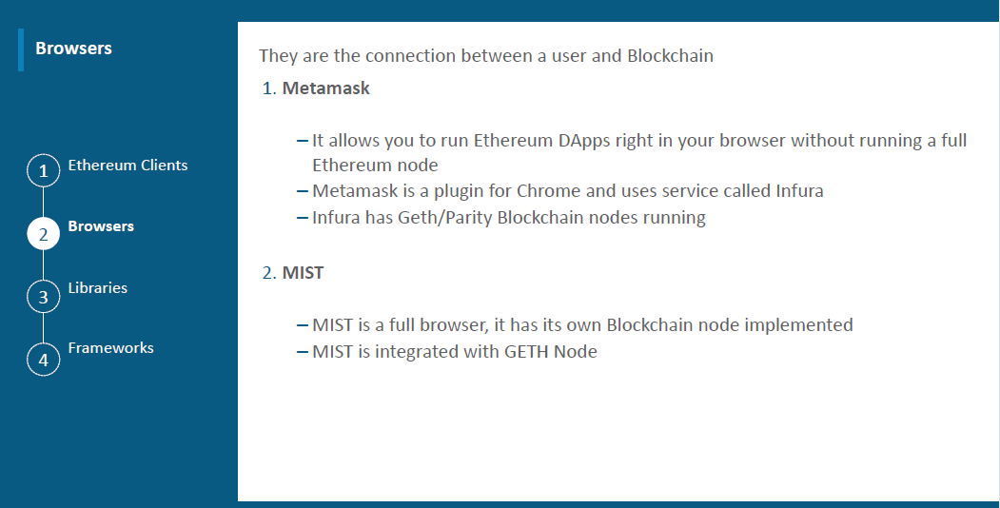 Browsers
1
Ethereum Clients
2
Browsers
3
Libraries
4
Frameworks
They are the connection between a user and Blockchain
1. Metamask
– It allows you to run Ethereum DApps right in your browser without running a full
Ethereum node
– Metamask is a plugin for Chrome and uses service called Infura
– Infura has Geth/Parity Blockchain nodes running
2. MIST
– MIST is a full browser, it has its own Blockchain node implemented
– MIST is integrated with GETH Node